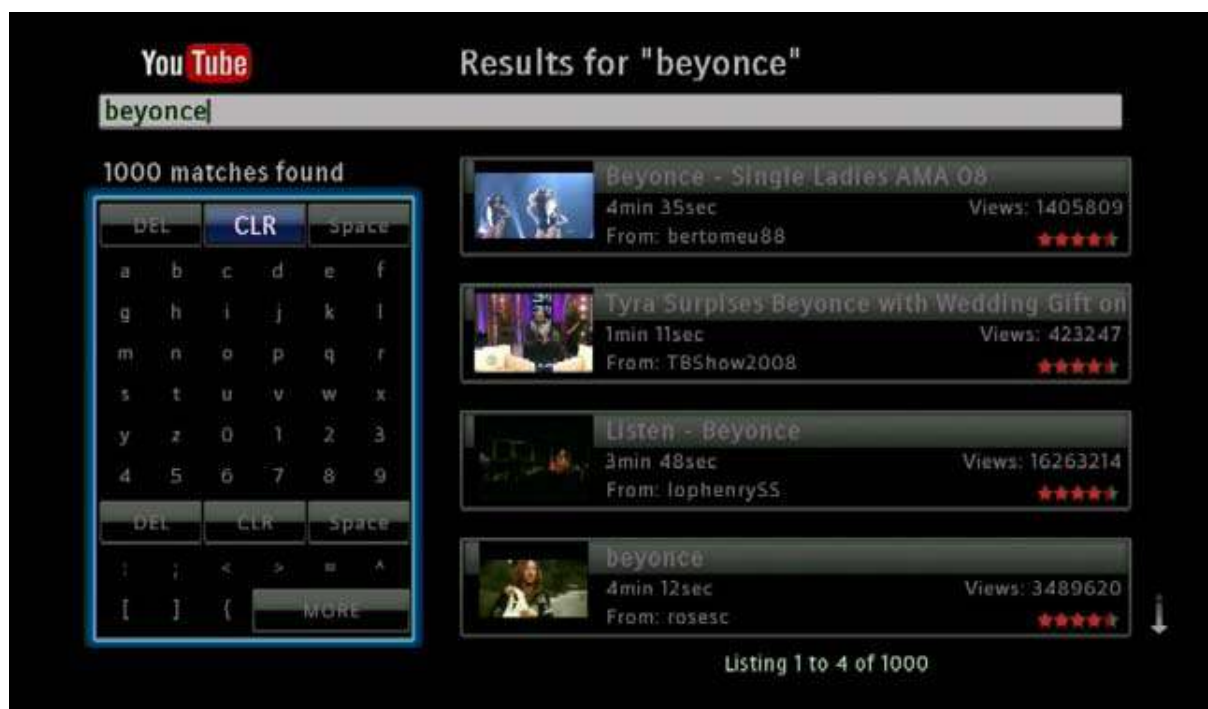 YouTube
Results for "beyonce"
beyonce
1000 matches found
DEL CLR Space
a b c d e f
g h i j k l
m n o p q r
s t u v w x
y z 0 1 2 3
4 5 6 7 8 9
DEL CLR Space
: ; < > = ^
[ ] { MORE
Beyonce - Single Ladies AMA 08
4min 35sec Views: 1405809
From: bertomeu88
Tyra Surpises Beyonce with Wedding Gift on
1min 11sec Views: 423247
From: TBShow2008
Listen - Beyonce
3min 48sec Views: 16263214
From: lophenrySS
beyonce
4min 12sec Views: 3489620
From: rosesc
Listing 1 to 4 of 1000